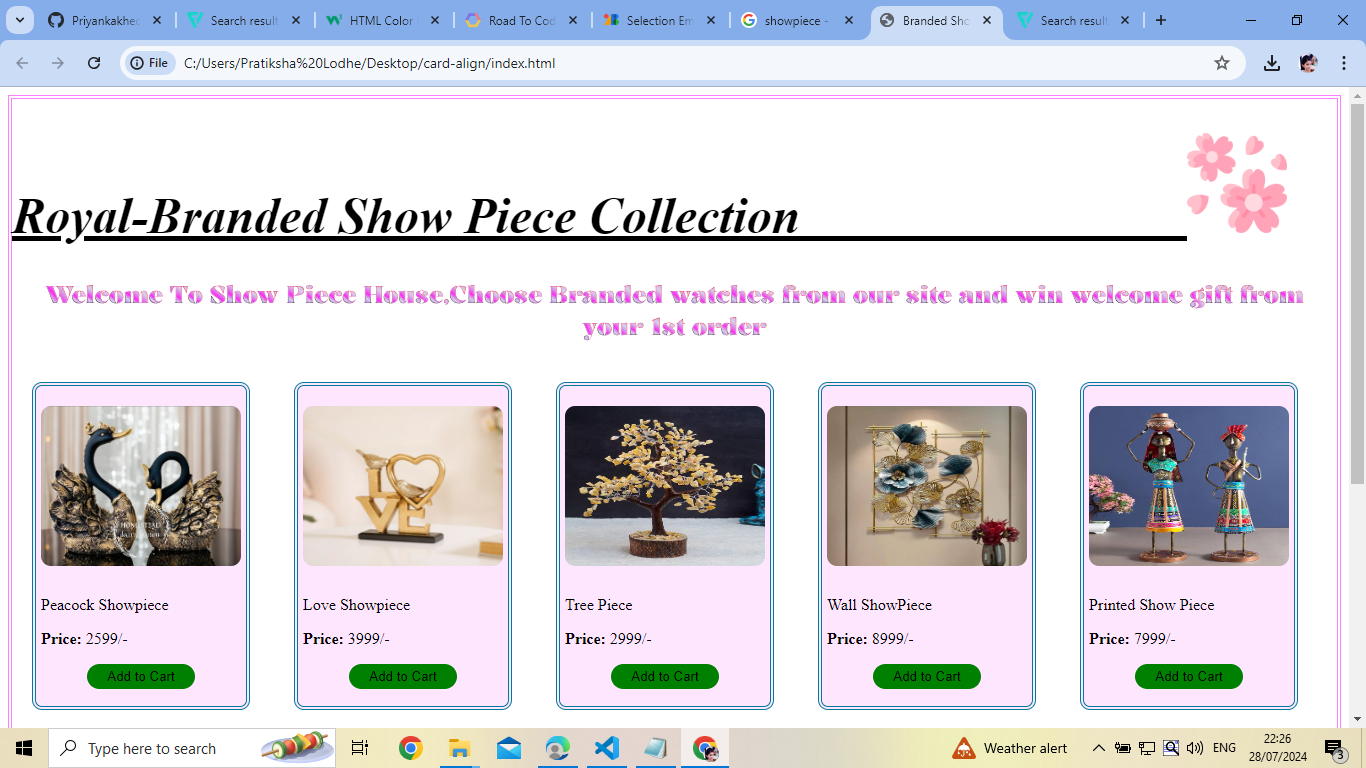 Priyankakhec
Search result
HTML Color
Road To Cod
Selection Em
showpiece -
Branded Sho
Search result
File
C:/Users/Pratiksha%20Lodhe/Desktop/card-align/index.html
Royal-Branded Show Piece Collection
Welcome To Show Piece House,Choose Branded watches from our site and win welcome gift from
your 1st order
Peacock Showpiece
Price: 2599/-
Add to Cart
Love Showpiece
Price: 3999/-
Add to Cart
Tree Piece
Price: 2999/-
Add to Cart
Wall ShowPiece
Price: 8999/-
Add to Cart
Printed Show Piece
Price: 7999/-
Add to Cart
LOVE
Type here to search
Weather alert
ENG
22:26
28/07/2024
3